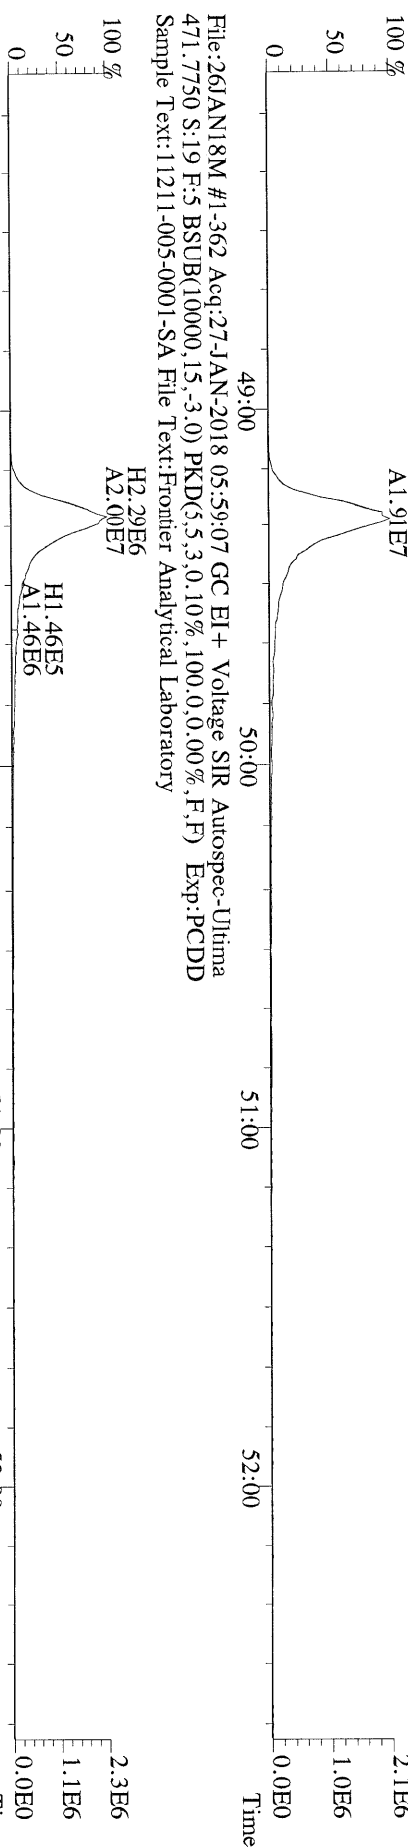 100 %
A1.91E7
2.1E6
50
1.0E6
0
0.0E0
49:00
50:00
51:00
52:00
Time
File:26JAN18M #1-362 Acq:27-JAN-2018 05:59:07 GC EI+ Voltage SIR Autospec-Ultima
471.7750 S:19 F:5 BSUB(10000,15,-3.0) PKD(5,5,3,0.10%,100.0,0.00%,F,F) Exp:PCDD
Sample Text:11211-005-0001-SA File Text:Frontier Analytical Laboratory
100 %
H2.29E6
A2.00E7
2.3E6
50
H1.46E5
A1.46E6
1.1E6
0
0.0E0